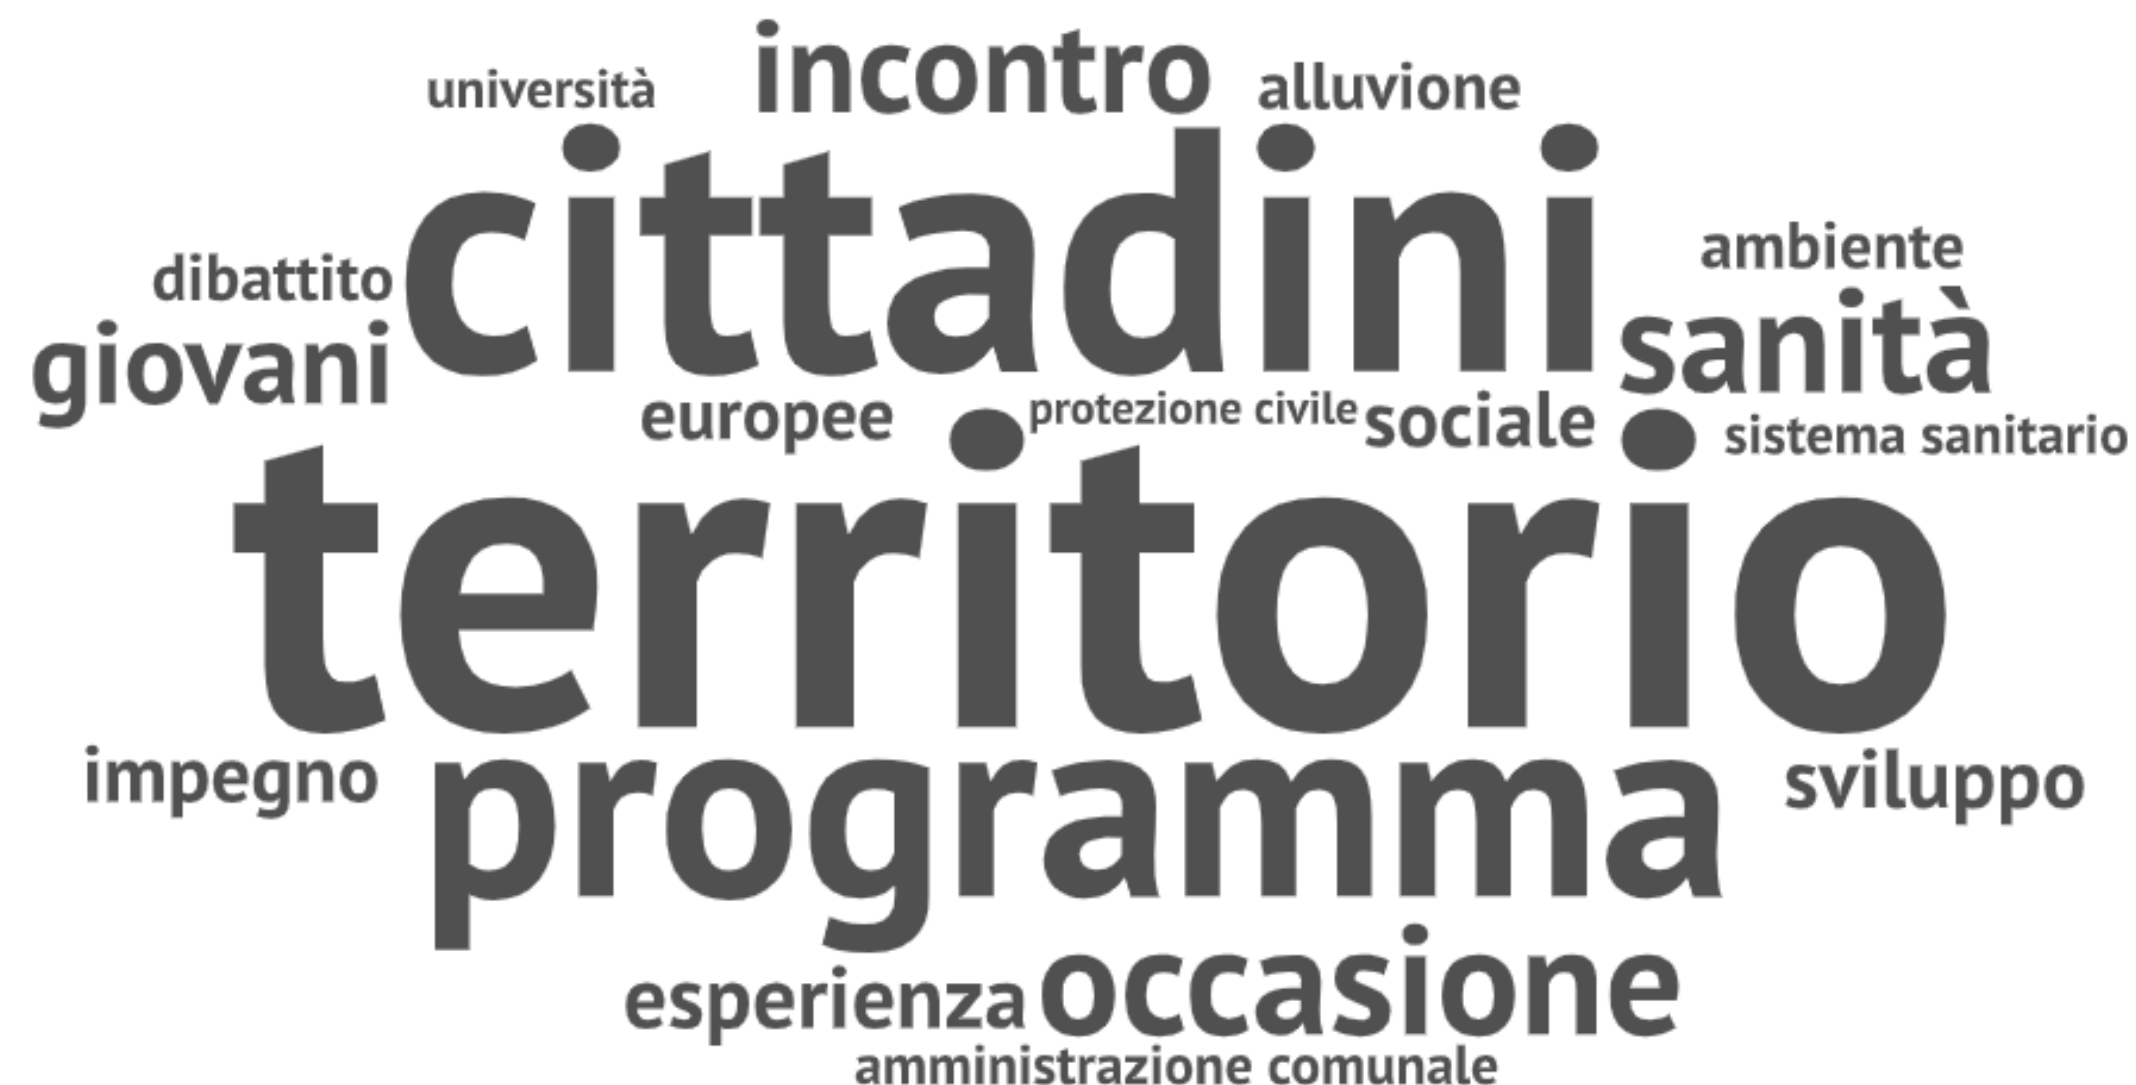 incontro
università
alluvione
cittadini
ambiente
dibattito
sanità
giovani
europee
protezione civile
sociale
sistema sanitario
territorio
impegno
programma
sviluppo
esperienza
occasione
amministrazione comunale